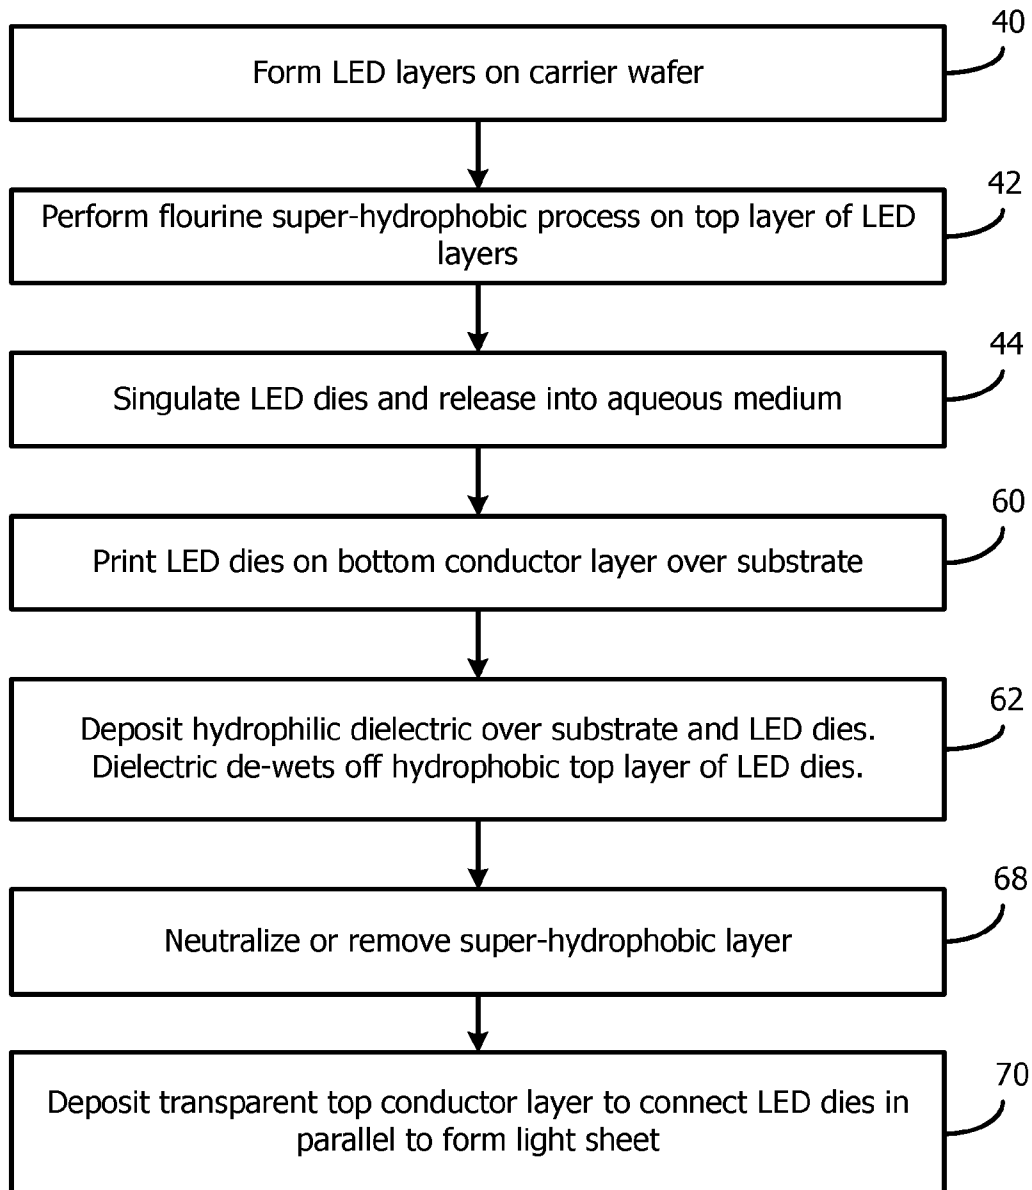 40
Form LED layers on carrier wafer
42
Perform flourine super-hydrophobic process on top layer of LED
layers
44
Singulate LED dies and release into aqueous medium
60
Print LED dies on bottom conductor layer over substrate
62
Deposit hydrophilic dielectric over substrate and LED dies.
Dielectric de-wets off hydrophobic top layer of LED dies.
68
Neutralize or remove super-hydrophobic layer
70
Deposit transparent top conductor layer to connect LED dies in
parallel to form light sheet